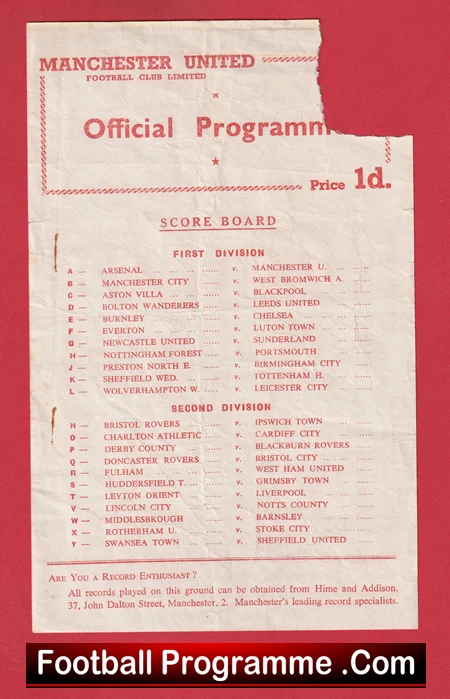 MANCHESTER UNITED
FOOTBALL CLUB LIMITED
Official Programm
Price 1d.
SCORE BOARD
FIRST DIVISION
A — ARSENAL ... ... ... ...... v. MANCHESTER U. ... ......
B — MANCHESTER CITY ...... v. WEST BROMWICH A. ......
C — ASTON VILLA ... ... ...... v. BLACKPOOL ... ... ......
D — BOLTON WANDERERS ...... v. LEEDS UNITED ... ......
E — BURNLEY ... ... ... ...... v. CHELSEA ... ... ... ......
F — EVERTON ... ... ... ...... v. LUTON TOWN ... ... ......
G — NEWCASTLE UNITED ...... v. SUNDERLAND ... ... ......
H — NOTTINGHAM FOREST...... v. PORTSMOUTH ... ... ......
J — PRESTON NORTH E. ...... v. BIRMINGHAM CITY ... ......
K — SHEFFIELD WED. ... ...... v. TOTTENHAM H. ... ......
L — WOLVERHAMPTON W. ...... v. LEICESTER CITY ... ......
SECOND DIVISION
N — BRISTOL ROVERS ... ...... v. IPSWICH TOWN ... ......
O — CHARLTON ATHLETIC ...... v. CARDIFF CITY ... ......
P — DERBY COUNTY ... ...... v. BLACKBURN ROVERS ......
Q — DONCASTER ROVERS ...... v. BRISTOL CITY ... ... ......
R — FULHAM ... ... ... ...... v. WEST HAM UNITED ......
S — HUDDERSFIELD T. ... ...... v. GRIMSBY TOWN ... ......
T — LEYTON ORIENT ... ...... v. LIVERPOOL ... ... ......
V — LINCOLN CITY ... ...... v. NOTTS COUNTY ... ......
W — MIDDLESBROUGH ... ...... v. BARNSLEY ... ... ......
X — ROTHERHAM U. ... ...... v. STOKE CITY ... ... ......
Y — SWANSEA TOWN ... ...... v. SHEFFIELD UNITED ......
ARE YOU A RECORD ENTHUSIAST ?
All records played on this ground can be obtained from Hime and Addison,
37, John Dalton Street, Manchester, 2. Manchester's leading record specialists.
Football Programme .Com